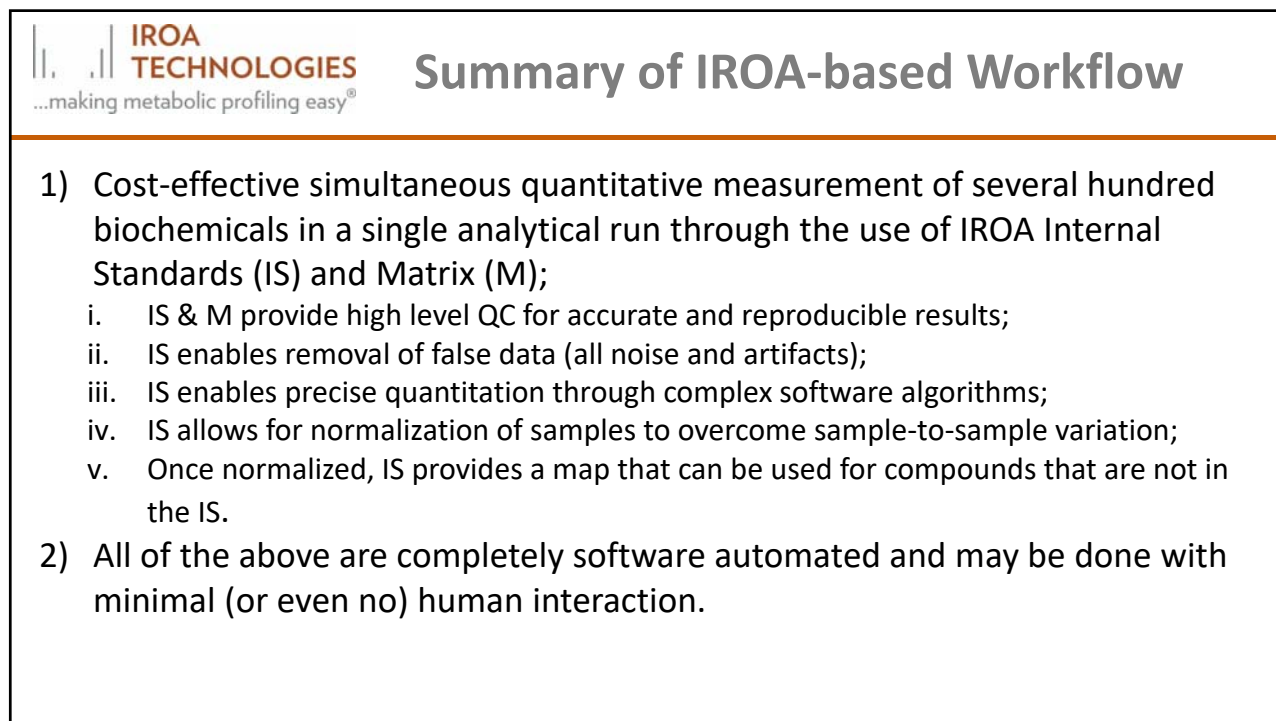 IROA
TECHNOLOGIES
...making metabolic profiling easy®
Summary of IROA-based Workflow
1) Cost-effective simultaneous quantitative measurement of several hundred
biochemicals in a single analytical run through the use of IROA Internal
Standards (IS) and Matrix (M);
i. IS & M provide high level QC for accurate and reproducible results;
ii. IS enables removal of false data (all noise and artifacts);
iii. IS enables precise quantitation through complex software algorithms;
iv. IS allows for normalization of samples to overcome sample-to-sample variation;
v. Once normalized, IS provides a map that can be used for compounds that are not in
the IS.
2) All of the above are completely software automated and may be done with
minimal (or even no) human interaction.